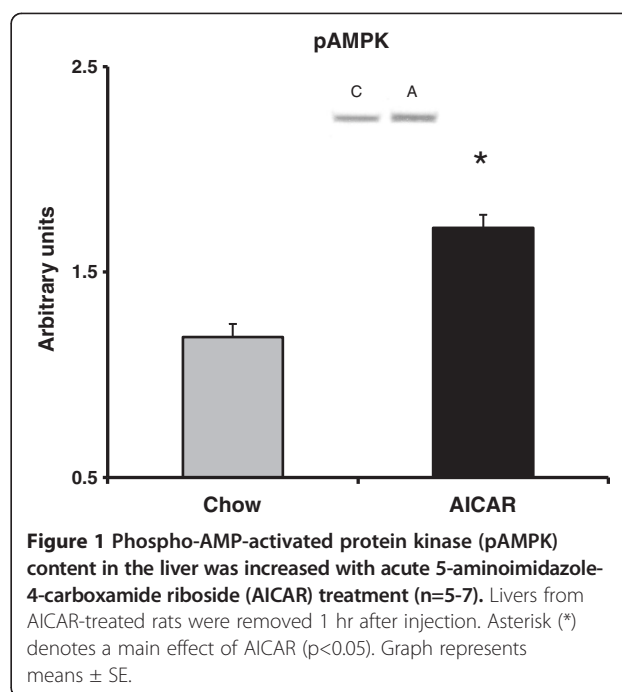 pAMPK
2.5
C A
*
1.5
Arbitrary units
0.5
Chow AICAR
Figure 1 Phospho-AMP-activated protein kinase (pAMPK)
content in the liver was increased with acute 5-aminoimidazole-
4-carboxamide riboside (AICAR) treatment (n=5-7). Livers from
AICAR-treated rats were removed 1 hr after injection. Asterisk (*)
denotes a main effect of AICAR (p<0.05). Graph represents
means ± SE.